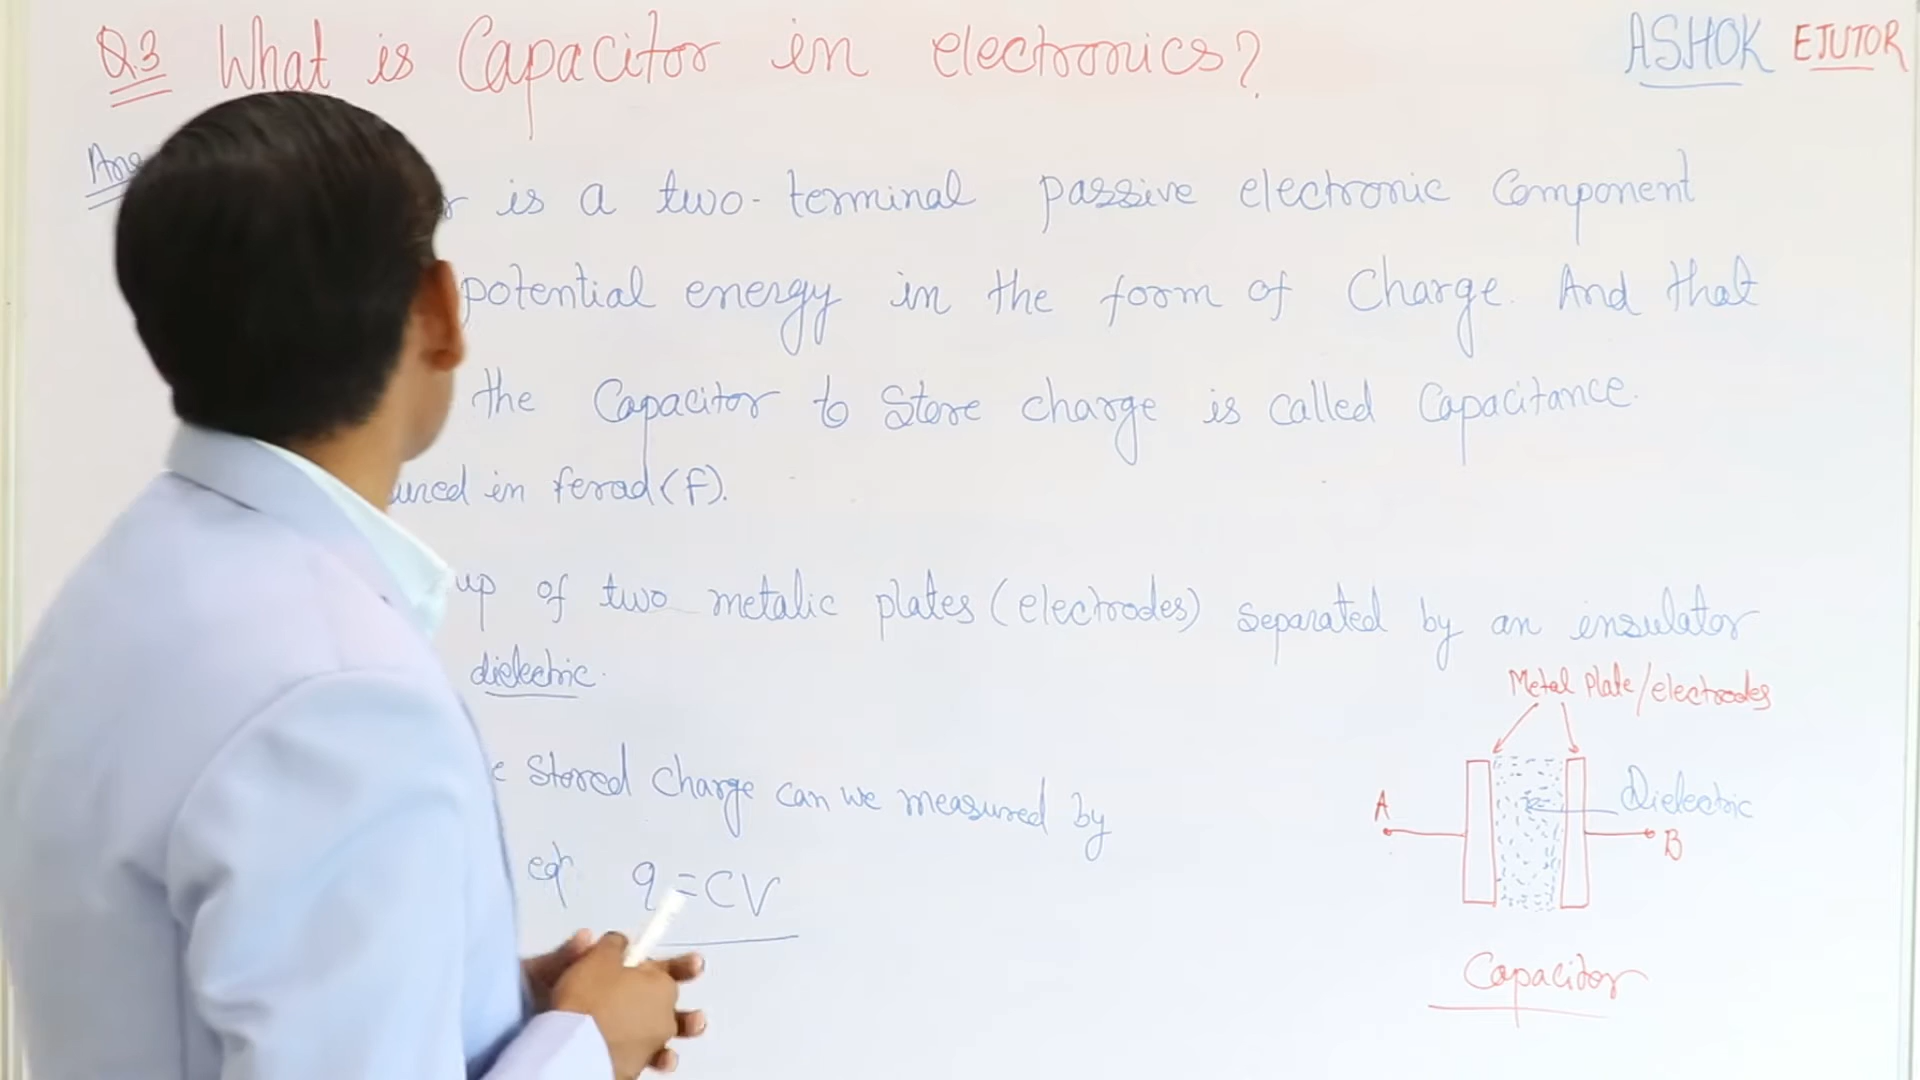 Q.3 What is Capacitor in electronics?
ASHOK EJUTOR
Ans
r is a two-terminal passive electronic Component
potential energy in the form of Charge. And that
the Capacitor to Store charge is called Capacitance.
ured in ferad (F).
up of two metalic plates (electrodes) separated by an insulator
dielectric.
Metal Plate/electrodes
e Stored Charge can we measured by
Dielectric
A
B
eqn q = CV
Capacitor